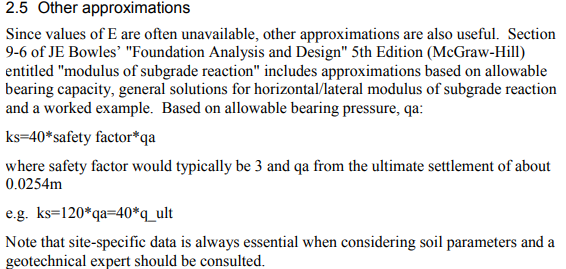 2.5 Other approximations
Since values of E are often unavailable, other approximations are also useful. Section
9-6 of JE Bowles' "Foundation Analysis and Design" 5th Edition (McGraw-Hill)
entitled "modulus of subgrade reaction" includes approximations based on allowable
bearing capacity, general solutions for horizontal/lateral modulus of subgrade reaction
and a worked example. Based on allowable bearing pressure, qa:
ks=40*safety factor*qa
where safety factor would typically be 3 and qa from the ultimate settlement of about
0.0254m
e.g. ks=120*qa=40*q_ult
Note that site-specific data is always essential when considering soil parameters and a
geotechnical expert should be consulted.